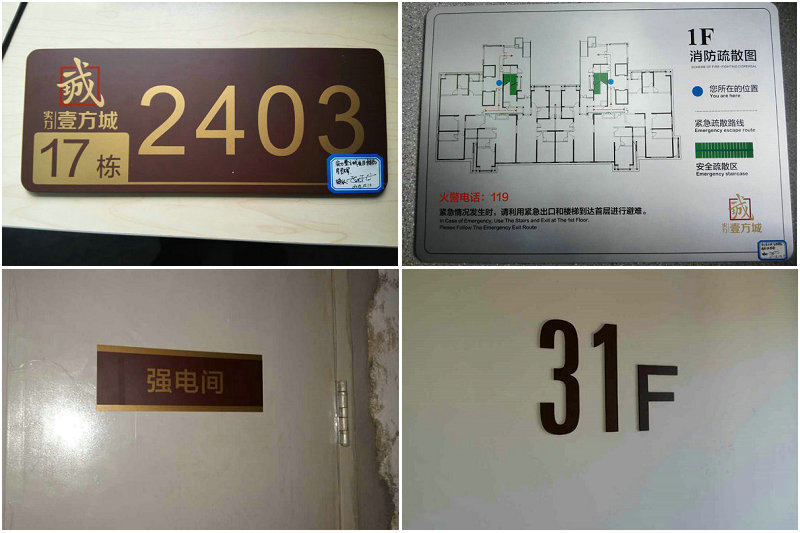 诚
实力
壹方城
2403
17栋
1F
消防疏散图
您所在的位置
You are here
紧急疏散路线
Emergency escape route
安全疏散区
Emergency staircase
火警电话：119
紧急情况发生时，请利用紧急出口和楼梯到达首层进行避难。
In Case of Emergency, Use The Stairs and Exit at The 1st Floor.
Please Follow The Emergency Exit Route
诚
实力
壹方城
强电间
31F